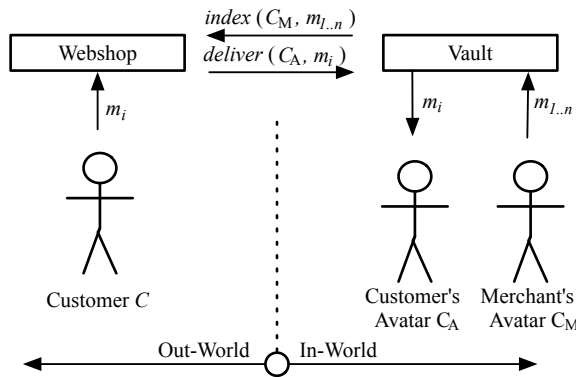 index (C_M, m_1..n)
Webshop
deliver (C_A, m_i)
Vault
m_i
m_i
m_1..n
Customer C
Customer's
Avatar C_A
Merchant's
Avatar C_M
Out-World
In-World